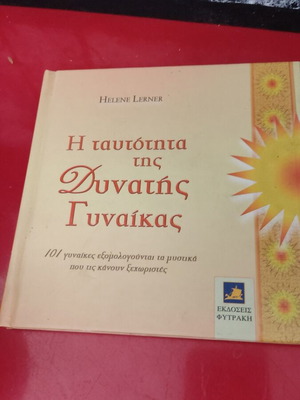 HELENE LERNER
Η ταυτότητα
της
Δυνατής
Γυναίκας
101 γυναίκες εξομολογούνται τα μυστικά
που τις κάνουν ξεχωριστές
ΕΚΔΟΣΕΙΣ
ΦΥΤΡΑΚΗ